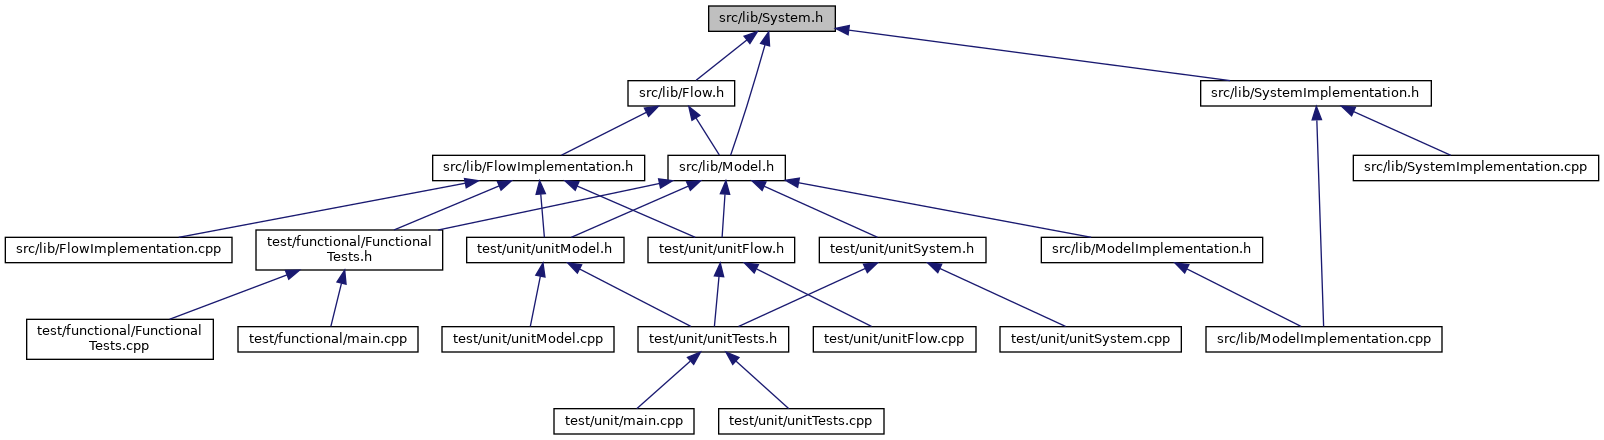 src/lib/System.h
src/lib/Flow.h
src/lib/SystemImplementation.h
src/lib/FlowImplementation.h
src/lib/Model.h
src/lib/SystemImplementation.cpp
src/lib/FlowImplementation.cpp
test/functional/Functional
Tests.h
test/unit/unitModel.h
test/unit/unitFlow.h
test/unit/unitSystem.h
src/lib/ModelImplementation.h
test/functional/Functional
Tests.cpp
test/functional/main.cpp
test/unit/unitModel.cpp
test/unit/unitTests.h
test/unit/unitFlow.cpp
test/unit/unitSystem.cpp
src/lib/ModelImplementation.cpp
test/unit/main.cpp
test/unit/unitTests.cpp